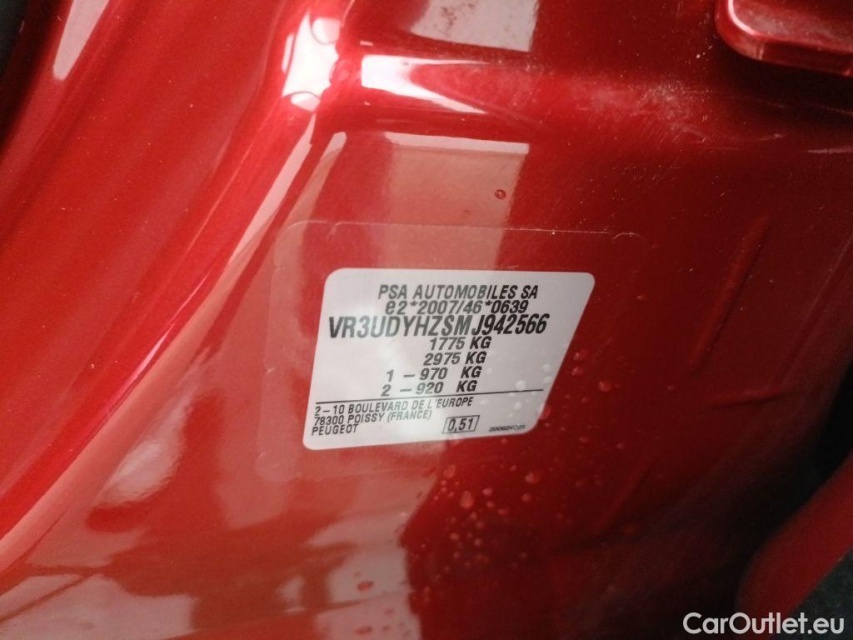 PSA AUTOMOBILES SA
e2*2007/46*0639
VR3UDYHZSMJ942566
1775 KG
2975 KG
1 – 970 KG
2 – 920 KG
2–10 BOULEVARD DE L'EUROPE
78300 POISSY (FRANCE)
PEUGEOT
0,51
CarOutlet.eu